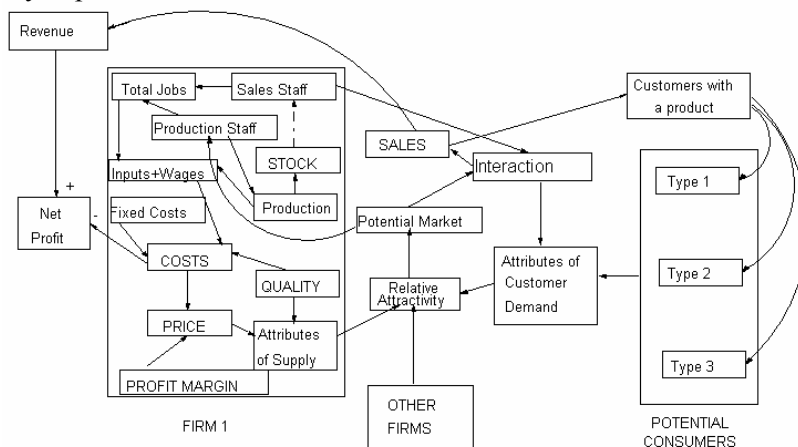 Revenue
Total Jobs
Sales Staff
Production Staff
STOCK
Inputs+Wages
Production
Fixed Costs
COSTS
QUALITY
PRICE
Attributes
of Supply
PROFIT MARGIN
FIRM 1
+
-
Net
Profit
SALES
Interaction
Potential Market
Relative
Attractivity
Attributes of
Customer
Demand
OTHER
FIRMS
Customers with
a product
Type 1
Type 2
Type 3
POTENTIAL
CONSUMERS